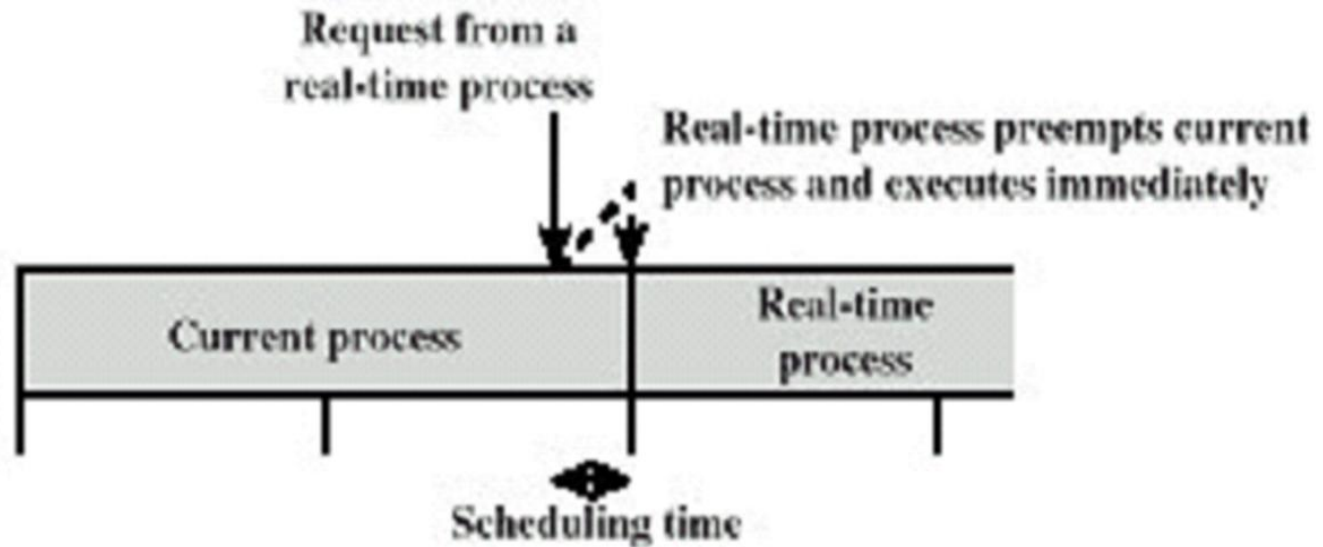 Request from a
real-time process
Real-time process preempts current
process and executes immediately
Current process
Real-time
process
Scheduling time